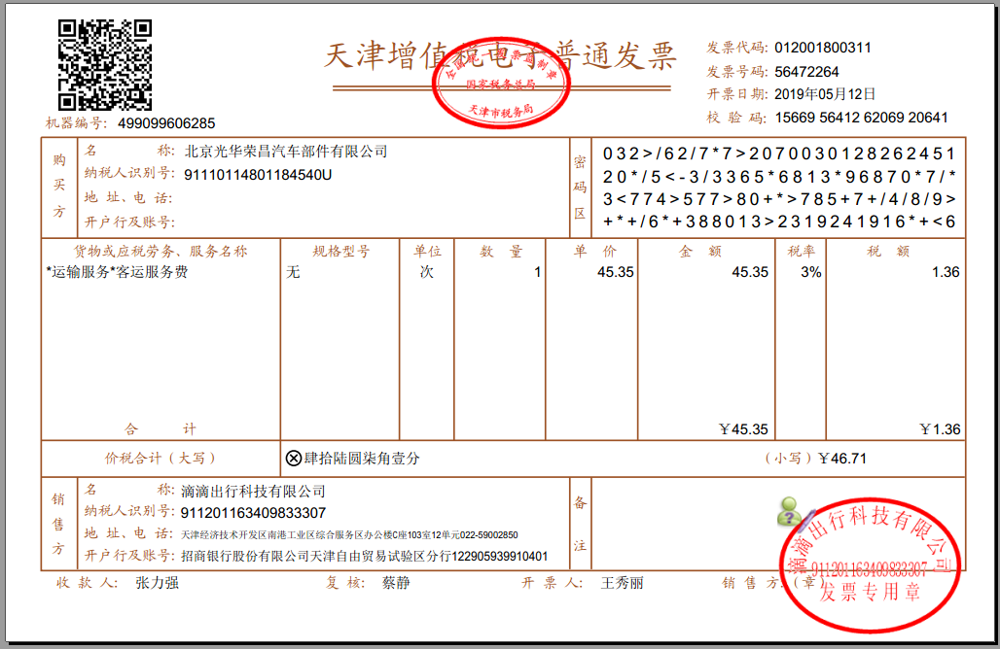 天津增值税电子普通发票
全国统一发票监制章
国家税务总局
天津市税务局
发票代码: 012001800311
发票号码: 56472264
开票日期: 2019年05月12日
校 验 码: 15669 56412 62069 20641
机器编号: 499099606285
购买方
名 称: 北京光华荣昌汽车部件有限公司
纳税人识别号: 91110114801184540U
地 址、电 话:
开户行及账号:
密码区
032>/62/7*7>2070030128262451
20*/5<-3/3365*6813*96870*7/*
3<774>577>80+*>785+7+/4/8/9>
+*+/6*+388013>2319241916*+<6
货物或应税劳务、服务名称 规格型号 单位 数 量 单 价 金 额 税率 税 额
*运输服务*客运服务费 无 次 1 45.35 45.35 3% 1.36
合 计 ￥45.35 ￥1.36
价税合计（大写） ⊗肆拾陆圆柒角壹分 （小写）￥46.71
销售方
名 称: 滴滴出行科技有限公司
纳税人识别号: 911201163409833307
地 址、电 话: 天津经济技术开发区南港工业区综合服务区办公楼C座103室12单元022-59002850
开户行及账号: 招商银行股份有限公司天津自由贸易试验区分行122905939910401
备注
收 款 人: 张力强 复 核: 蔡静 开 票 人: 王秀丽 销 售 方:（章）
滴滴出行科技有限公司
911201163409833307
发票专用章